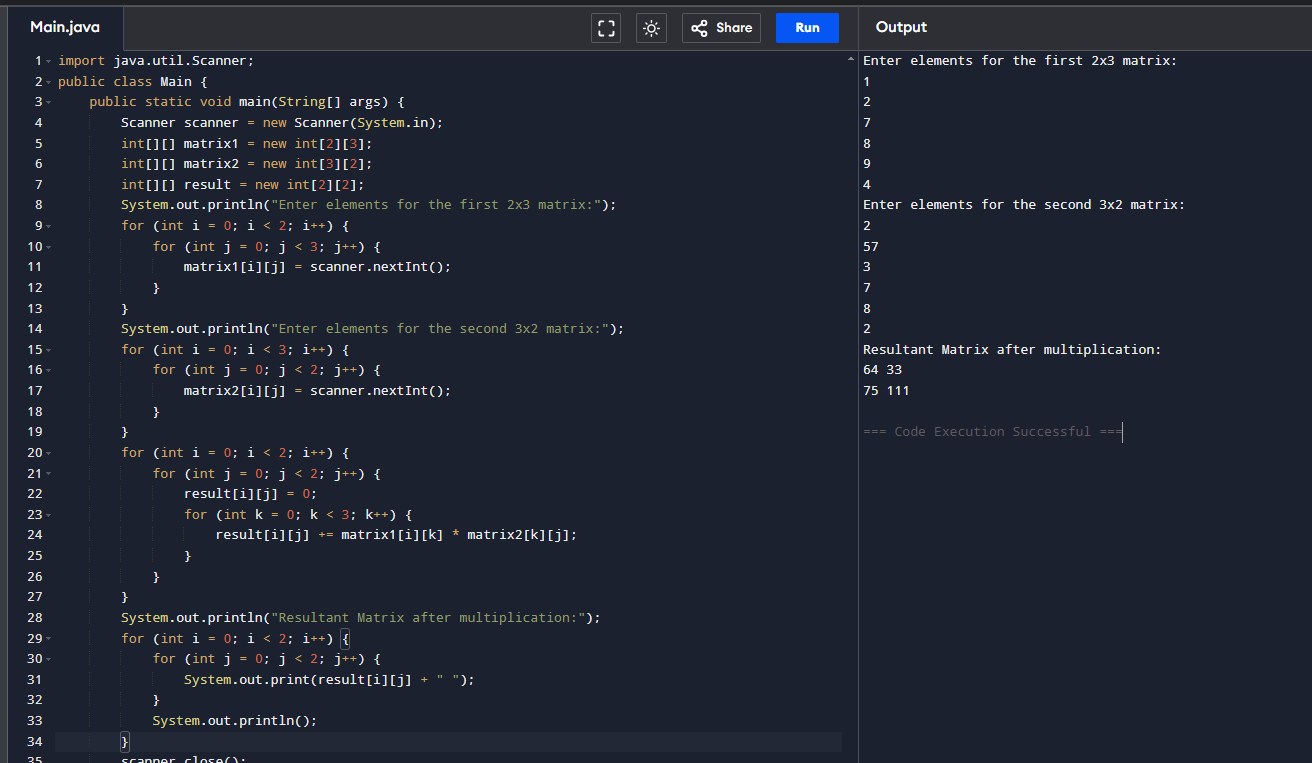 Main.java
Share
Run
Output
1 import java.util.Scanner;
2 public class Main {
3     public static void main(String[] args) {
4         Scanner scanner = new Scanner(System.in);
5         int[][] matrix1 = new int[2][3];
6         int[][] matrix2 = new int[3][2];
7         int[][] result = new int[2][2];
8         System.out.println("Enter elements for the first 2x3 matrix:");
9         for (int i = 0; i < 2; i++) {
10             for (int j = 0; j < 3; j++) {
11                 matrix1[i][j] = scanner.nextInt();
12             }
13         }
14         System.out.println("Enter elements for the second 3x2 matrix:");
15         for (int i = 0; i < 3; i++) {
16             for (int j = 0; j < 2; j++) {
17                 matrix2[i][j] = scanner.nextInt();
18             }
19         }
20         for (int i = 0; i < 2; i++) {
21             for (int j = 0; j < 2; j++) {
22                 result[i][j] = 0;
23                 for (int k = 0; k < 3; k++) {
24                     result[i][j] += matrix1[i][k] * matrix2[k][j];
25                 }
26             }
27         }
28         System.out.println("Resultant Matrix after multiplication:");
29         for (int i = 0; i < 2; i++) {
30             for (int j = 0; j < 2; j++) {
31                 System.out.print(result[i][j] + " ");
32             }
33             System.out.println();
34         }
35         scanner.close();
Enter elements for the first 2x3 matrix:
1
2
7
8
9
4
Enter elements for the second 3x2 matrix:
2
57
3
7
8
2
Resultant Matrix after multiplication:
64 33
75 111
=== Code Execution Successful ===